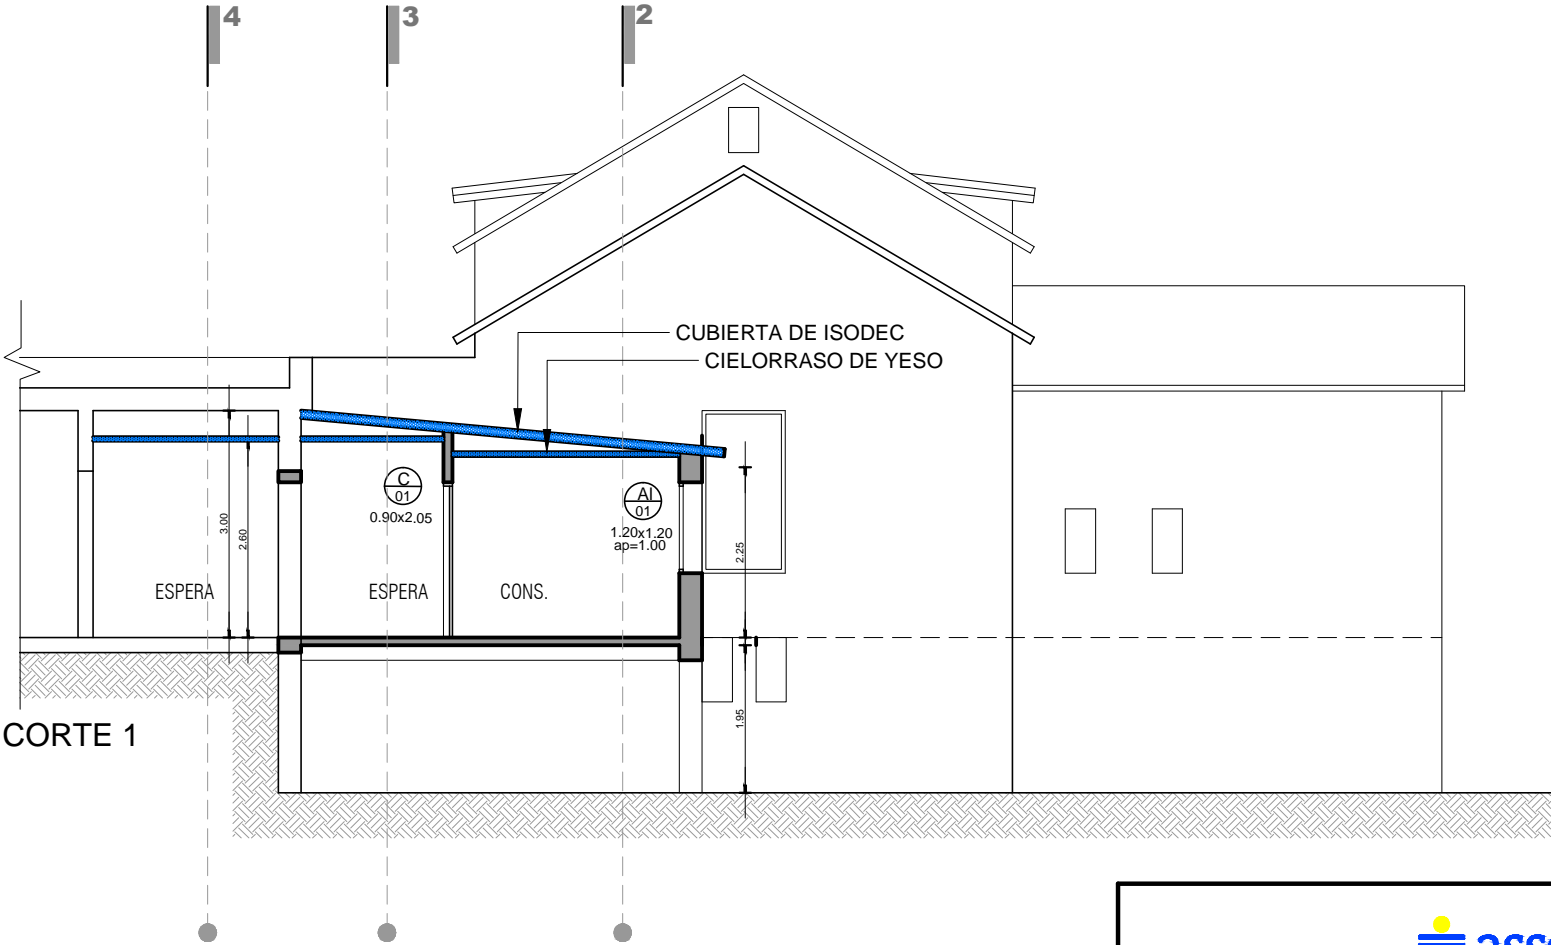 4
3
2
CUBIERTA DE ISODEC
CIELORRASO DE YESO
C
01
0.90x2.05
AI
01
1.20x1.20
ap=1.00
3.00
2.60
2.25
ESPERA
ESPERA
CONS.
1.95
CORTE 1